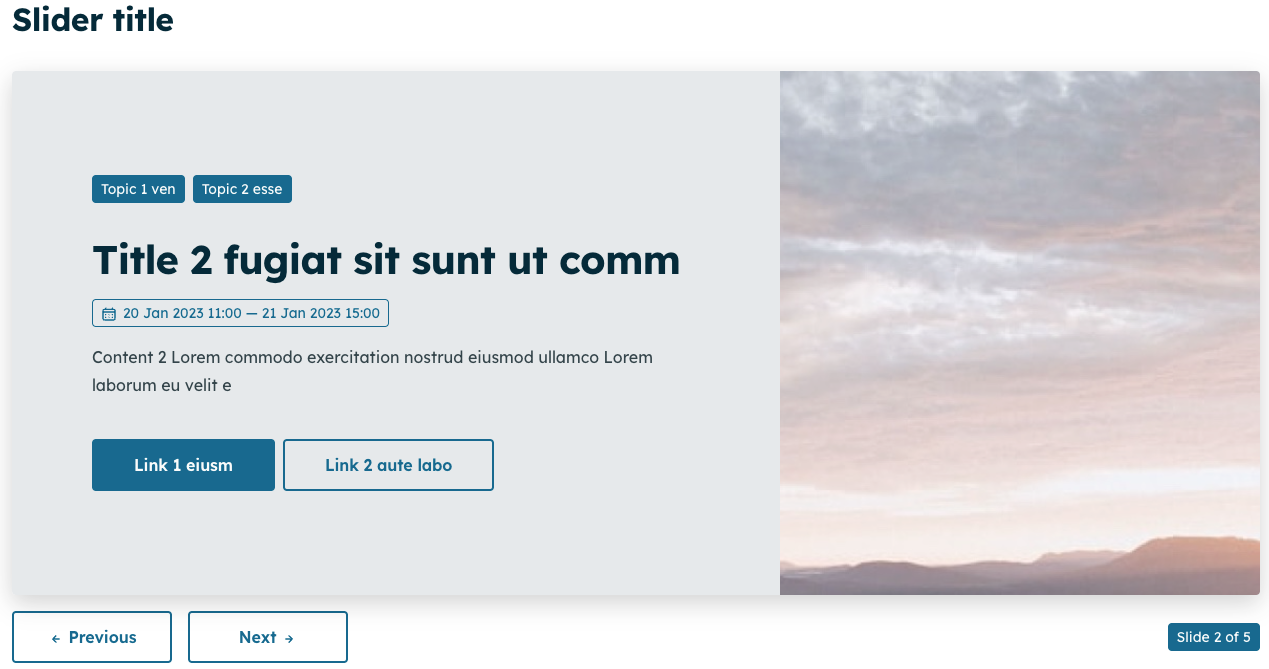 Slider title
Topic 1 ven
Topic 2 esse
Title 2 fugiat sit sunt ut comm
20 Jan 2023 11:00 — 21 Jan 2023 15:00
Content 2 Lorem commodo exercitation nostrud eiusmod ullamco Lorem
laborum eu velit e
Link 1 eiusm
Link 2 aute labo
← Previous
Next →
Slide 2 of 5